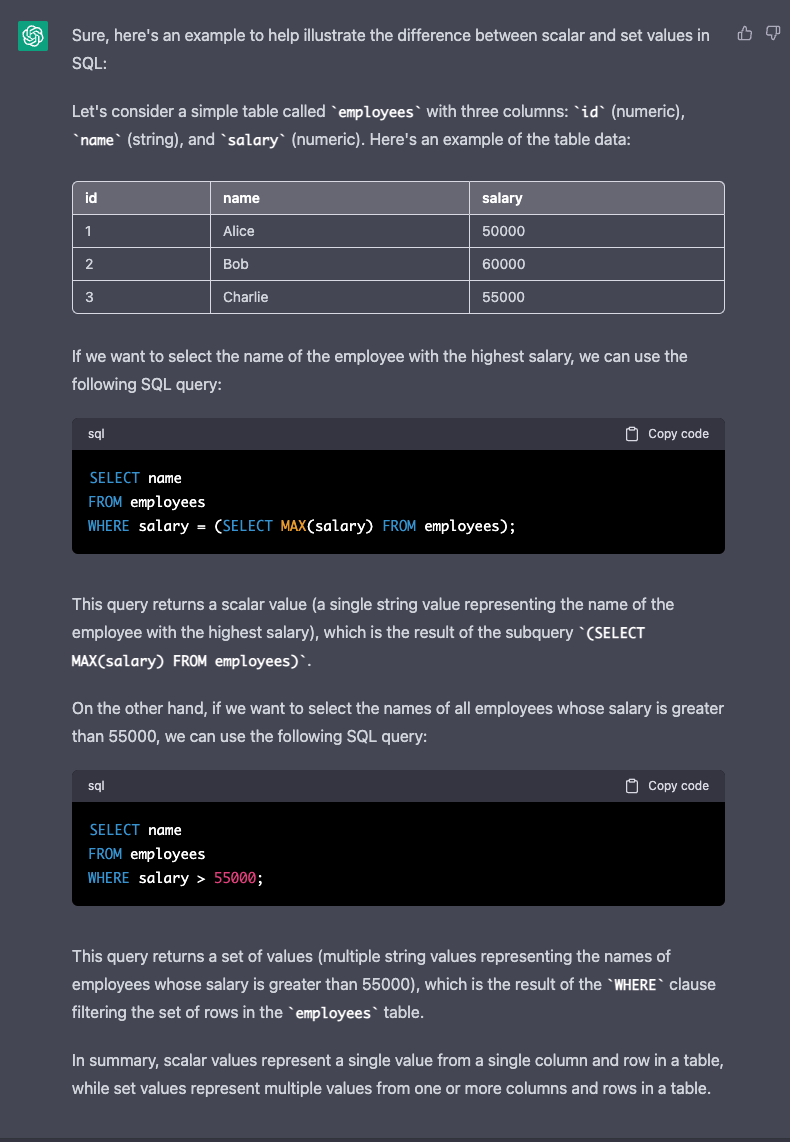 Sure, here's an example to help illustrate the difference between scalar and set values in
SQL:
Let's consider a simple table called `employees` with three columns: `id` (numeric),
`name` (string), and `salary` (numeric). Here's an example of the table data:
id name salary
1 Alice 50000
2 Bob 60000
3 Charlie 55000
If we want to select the name of the employee with the highest salary, we can use the
following SQL query:
sql Copy code
SELECT name
FROM employees
WHERE salary = (SELECT MAX(salary) FROM employees);
This query returns a scalar value (a single string value representing the name of the
employee with the highest salary), which is the result of the subquery `(SELECT
MAX(salary) FROM employees)`.
On the other hand, if we want to select the names of all employees whose salary is greater
than 55000, we can use the following SQL query:
sql Copy code
SELECT name
FROM employees
WHERE salary > 55000;
This query returns a set of values (multiple string values representing the names of
employees whose salary is greater than 55000), which is the result of the `WHERE` clause
filtering the set of rows in the `employees` table.
In summary, scalar values represent a single value from a single column and row in a table,
while set values represent multiple values from one or more columns and rows in a table.